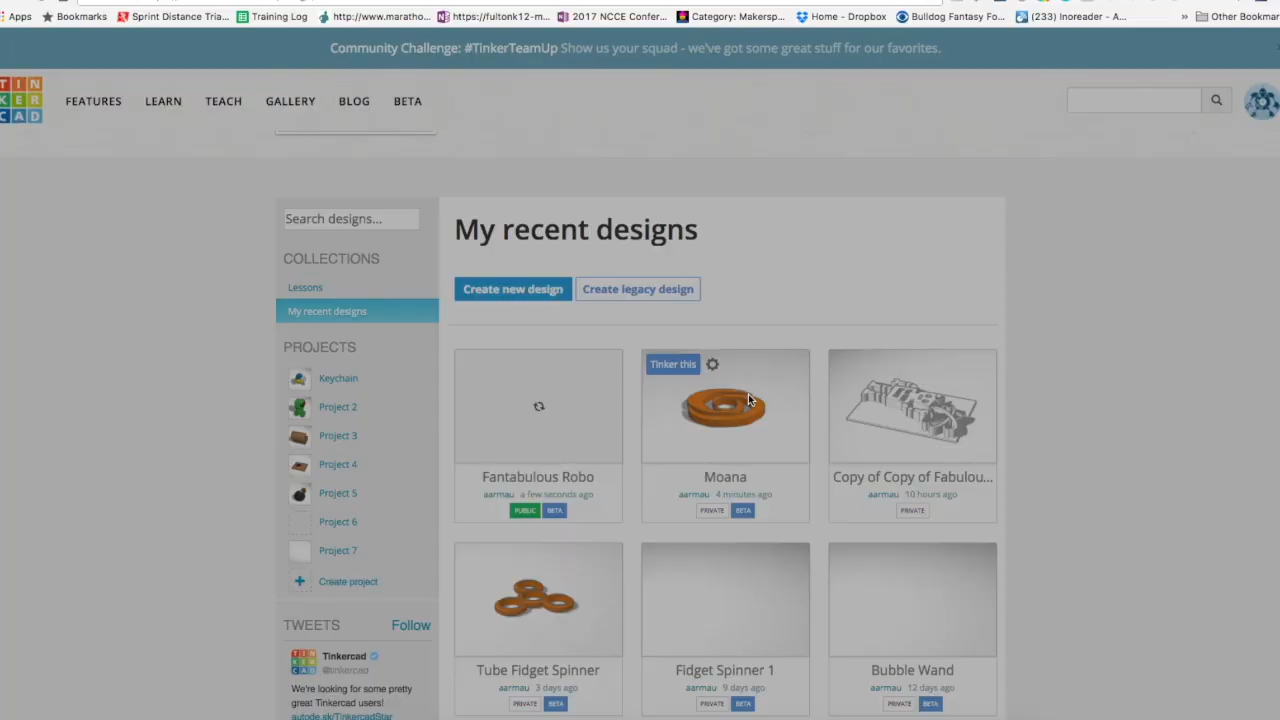 Apps Bookmarks Sprint Distance Tria... Training Log http://www.maratho... https://fultonk12-m... 2017 NCCE Confer... Category: Makersp... Home - Dropbox Bulldog Fantasy Fo... (233) Inoreader - A... » Other Bookmar
Community Challenge: #TinkerTeamUp Show us your squad - we've got some great stuff for our favorites.
TIN
KER
CAD
FEATURES LEARN TEACH GALLERY BLOG BETA
Search designs...
My recent designs
COLLECTIONS
Lessons
Create new design Create legacy design
My recent designs
PROJECTS
Keychain
Project 2
Project 3
Project 4
Project 5
Project 6
Project 7
Create project
Tinker this
Fantabulous Robo
aarmau a few seconds ago
PUBLIC BETA
Moana
aarmau 4 minutes ago
PRIVATE BETA
Copy of Copy of Fabulou...
aarmau 10 hours ago
PRIVATE
Tube Fidget Spinner
aarmau 3 days ago
PRIVATE BETA
Fidget Spinner 1
aarmau 9 days ago
PRIVATE BETA
Bubble Wand
aarmau 12 days ago
PRIVATE BETA
TWEETS Follow
TIN
KER
CAD
Tinkercad
@tinkercad
We're looking for some pretty
great Tinkercad users!
autode.sk/TinkercadStar